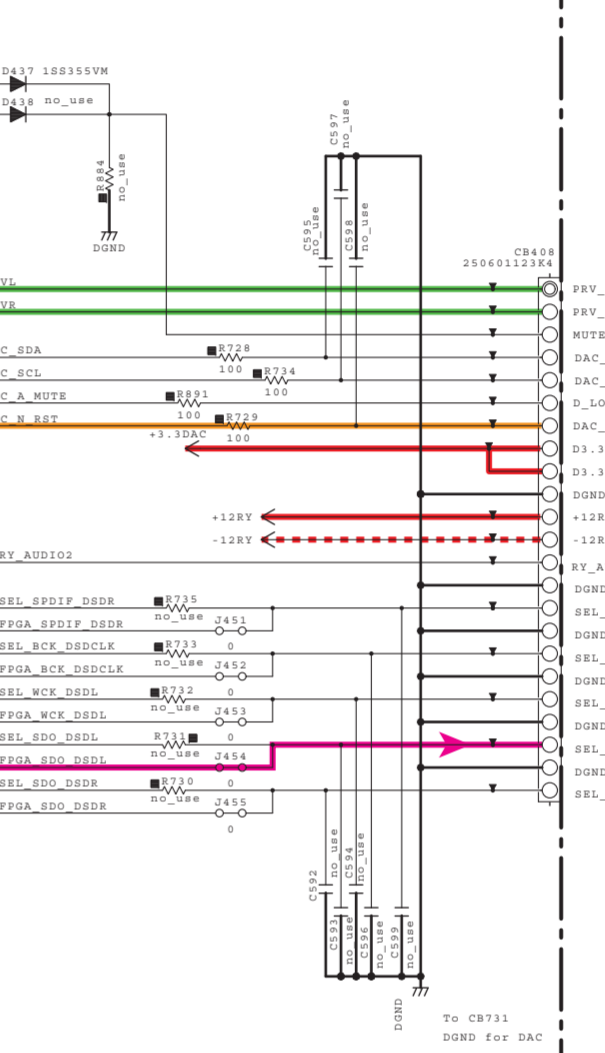 D437 1SS355VM
D438 no_use
R884
no_use
DGND
C597
no_use
C595
no_use
C598
no_use
CB408
250601123K4
VL PRV_
VR PRV_
MUTE
C_SDA R728 100 DAC_
C_SCL R734 100 DAC_
C_A_MUTE R891 100 D_LO
C_N_RST R729 100 DAC_
+3.3DAC D3.3
D3.3
DGND
+12RY +12R
-12RY -12R
RY_AUDIO2 RY_A
DGND
SEL_SPDIF_DSDR R735 no_use SEL_
FPGA_SPDIF_DSDR J451 0 DGND
SEL_BCK_DSDCLK R733 no_use SEL_
FPGA_BCK_DSDCLK J452 0 DGND
SEL_WCK_DSDL R732 no_use SEL_
FPGA_WCK_DSDL J453 0 DGND
SEL_SDO_DSDL R731 no_use SEL_
FPGA_SDO_DSDL J454 0 DGND
SEL_SDO_DSDR R730 no_use SEL_
FPGA_SDO_DSDR J455 0
C592
no_use
C593
no_use
C594
no_use
C596
no_use
C599
no_use
DGND
To CB731
DGND for DAC